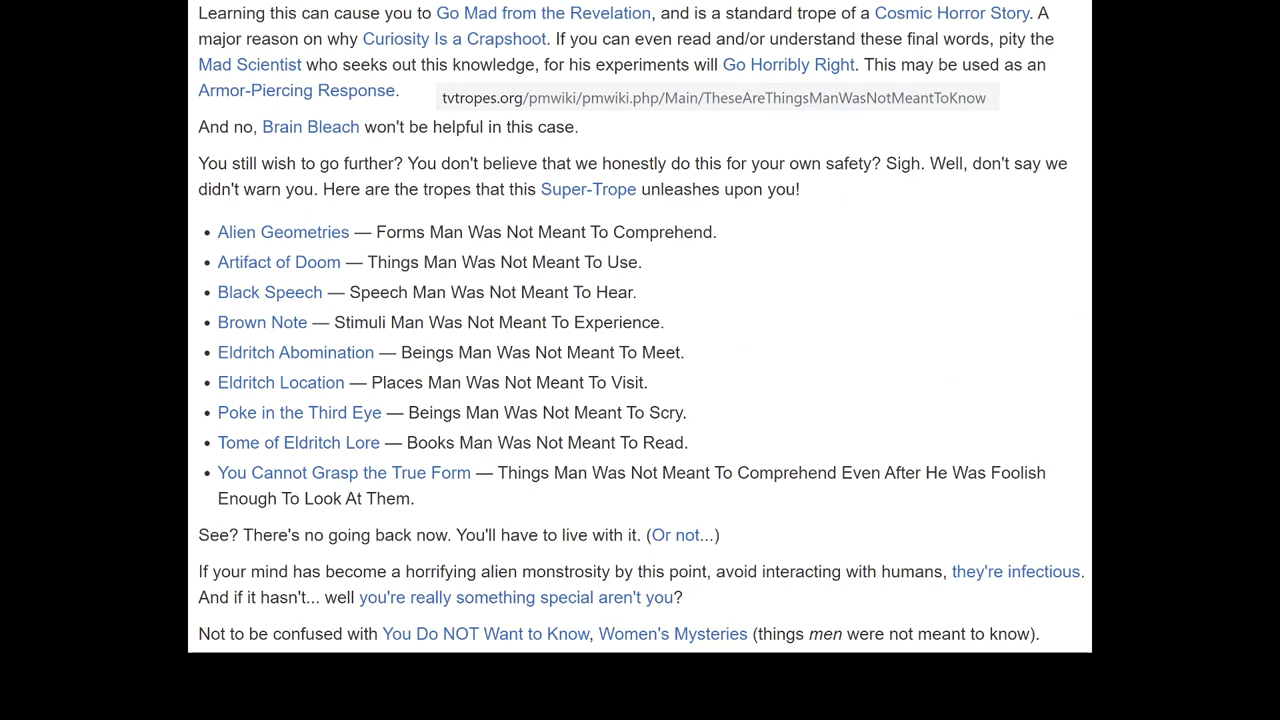 Learning this can cause you to Go Mad from the Revelation, and is a standard trope of a Cosmic Horror Story. A
major reason on why Curiosity Is a Crapshoot. If you can even read and/or understand these final words, pity the
Mad Scientist who seeks out this knowledge, for his experiments will Go Horribly Right. This may be used as an
Armor-Piercing Response.
tvtropes.org/pmwiki/pmwiki.php/Main/TheseAreThingsManWasNotMeantToKnow
And no, Brain Bleach won't be helpful in this case.
You still wish to go further? You don't believe that we honestly do this for your own safety? Sigh. Well, don't say we
didn't warn you. Here are the tropes that this Super-Trope unleashes upon you!
• Alien Geometries — Forms Man Was Not Meant To Comprehend.
• Artifact of Doom — Things Man Was Not Meant To Use.
• Black Speech — Speech Man Was Not Meant To Hear.
• Brown Note — Stimuli Man Was Not Meant To Experience.
• Eldritch Abomination — Beings Man Was Not Meant To Meet.
• Eldritch Location — Places Man Was Not Meant To Visit.
• Poke in the Third Eye — Beings Man Was Not Meant To Scry.
• Tome of Eldritch Lore — Books Man Was Not Meant To Read.
• You Cannot Grasp the True Form — Things Man Was Not Meant To Comprehend Even After He Was Foolish
Enough To Look At Them.
See? There's no going back now. You'll have to live with it. (Or not...)
If your mind has become a horrifying alien monstrosity by this point, avoid interacting with humans, they're infectious.
And if it hasn't... well you're really something special aren't you?
Not to be confused with You Do NOT Want to Know, Women's Mysteries (things men were not meant to know).